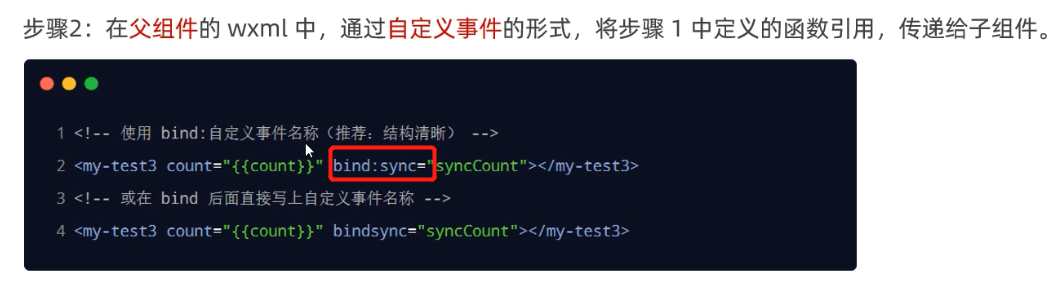 步骤2：在父组件的 wxml 中，通过自定义事件的形式，将步骤 1 中定义的函数引用，传递给子组件。
1 <!-- 使用 bind:自定义事件名称（推荐：结构清晰） -->
2 <my-test3 count="{{count}}" bind:sync="syncCount"></my-test3>
3 <!-- 或在 bind 后面直接写上自定义事件名称 -->
4 <my-test3 count="{{count}}" bindsync="syncCount"></my-test3>